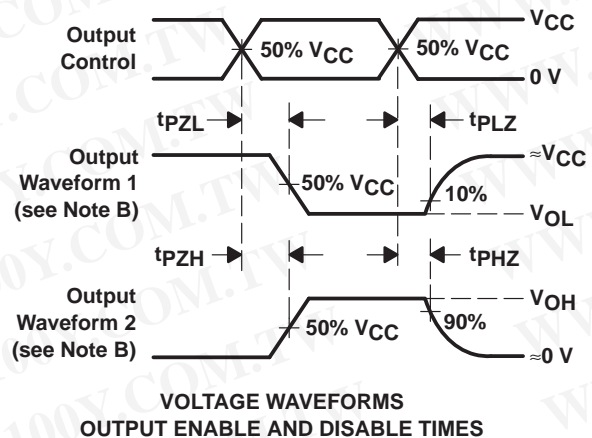 VCC
Output
Control
50% VCC
50% VCC
0 V
tPZL
tPLZ
Output
Waveform 1
(see Note B)
≈VCC
50% VCC
10%
VOL
tPZH
tPHZ
Output
Waveform 2
(see Note B)
VOH
50% VCC
90%
≈0 V
VOLTAGE WAVEFORMS
OUTPUT ENABLE AND DISABLE TIMES